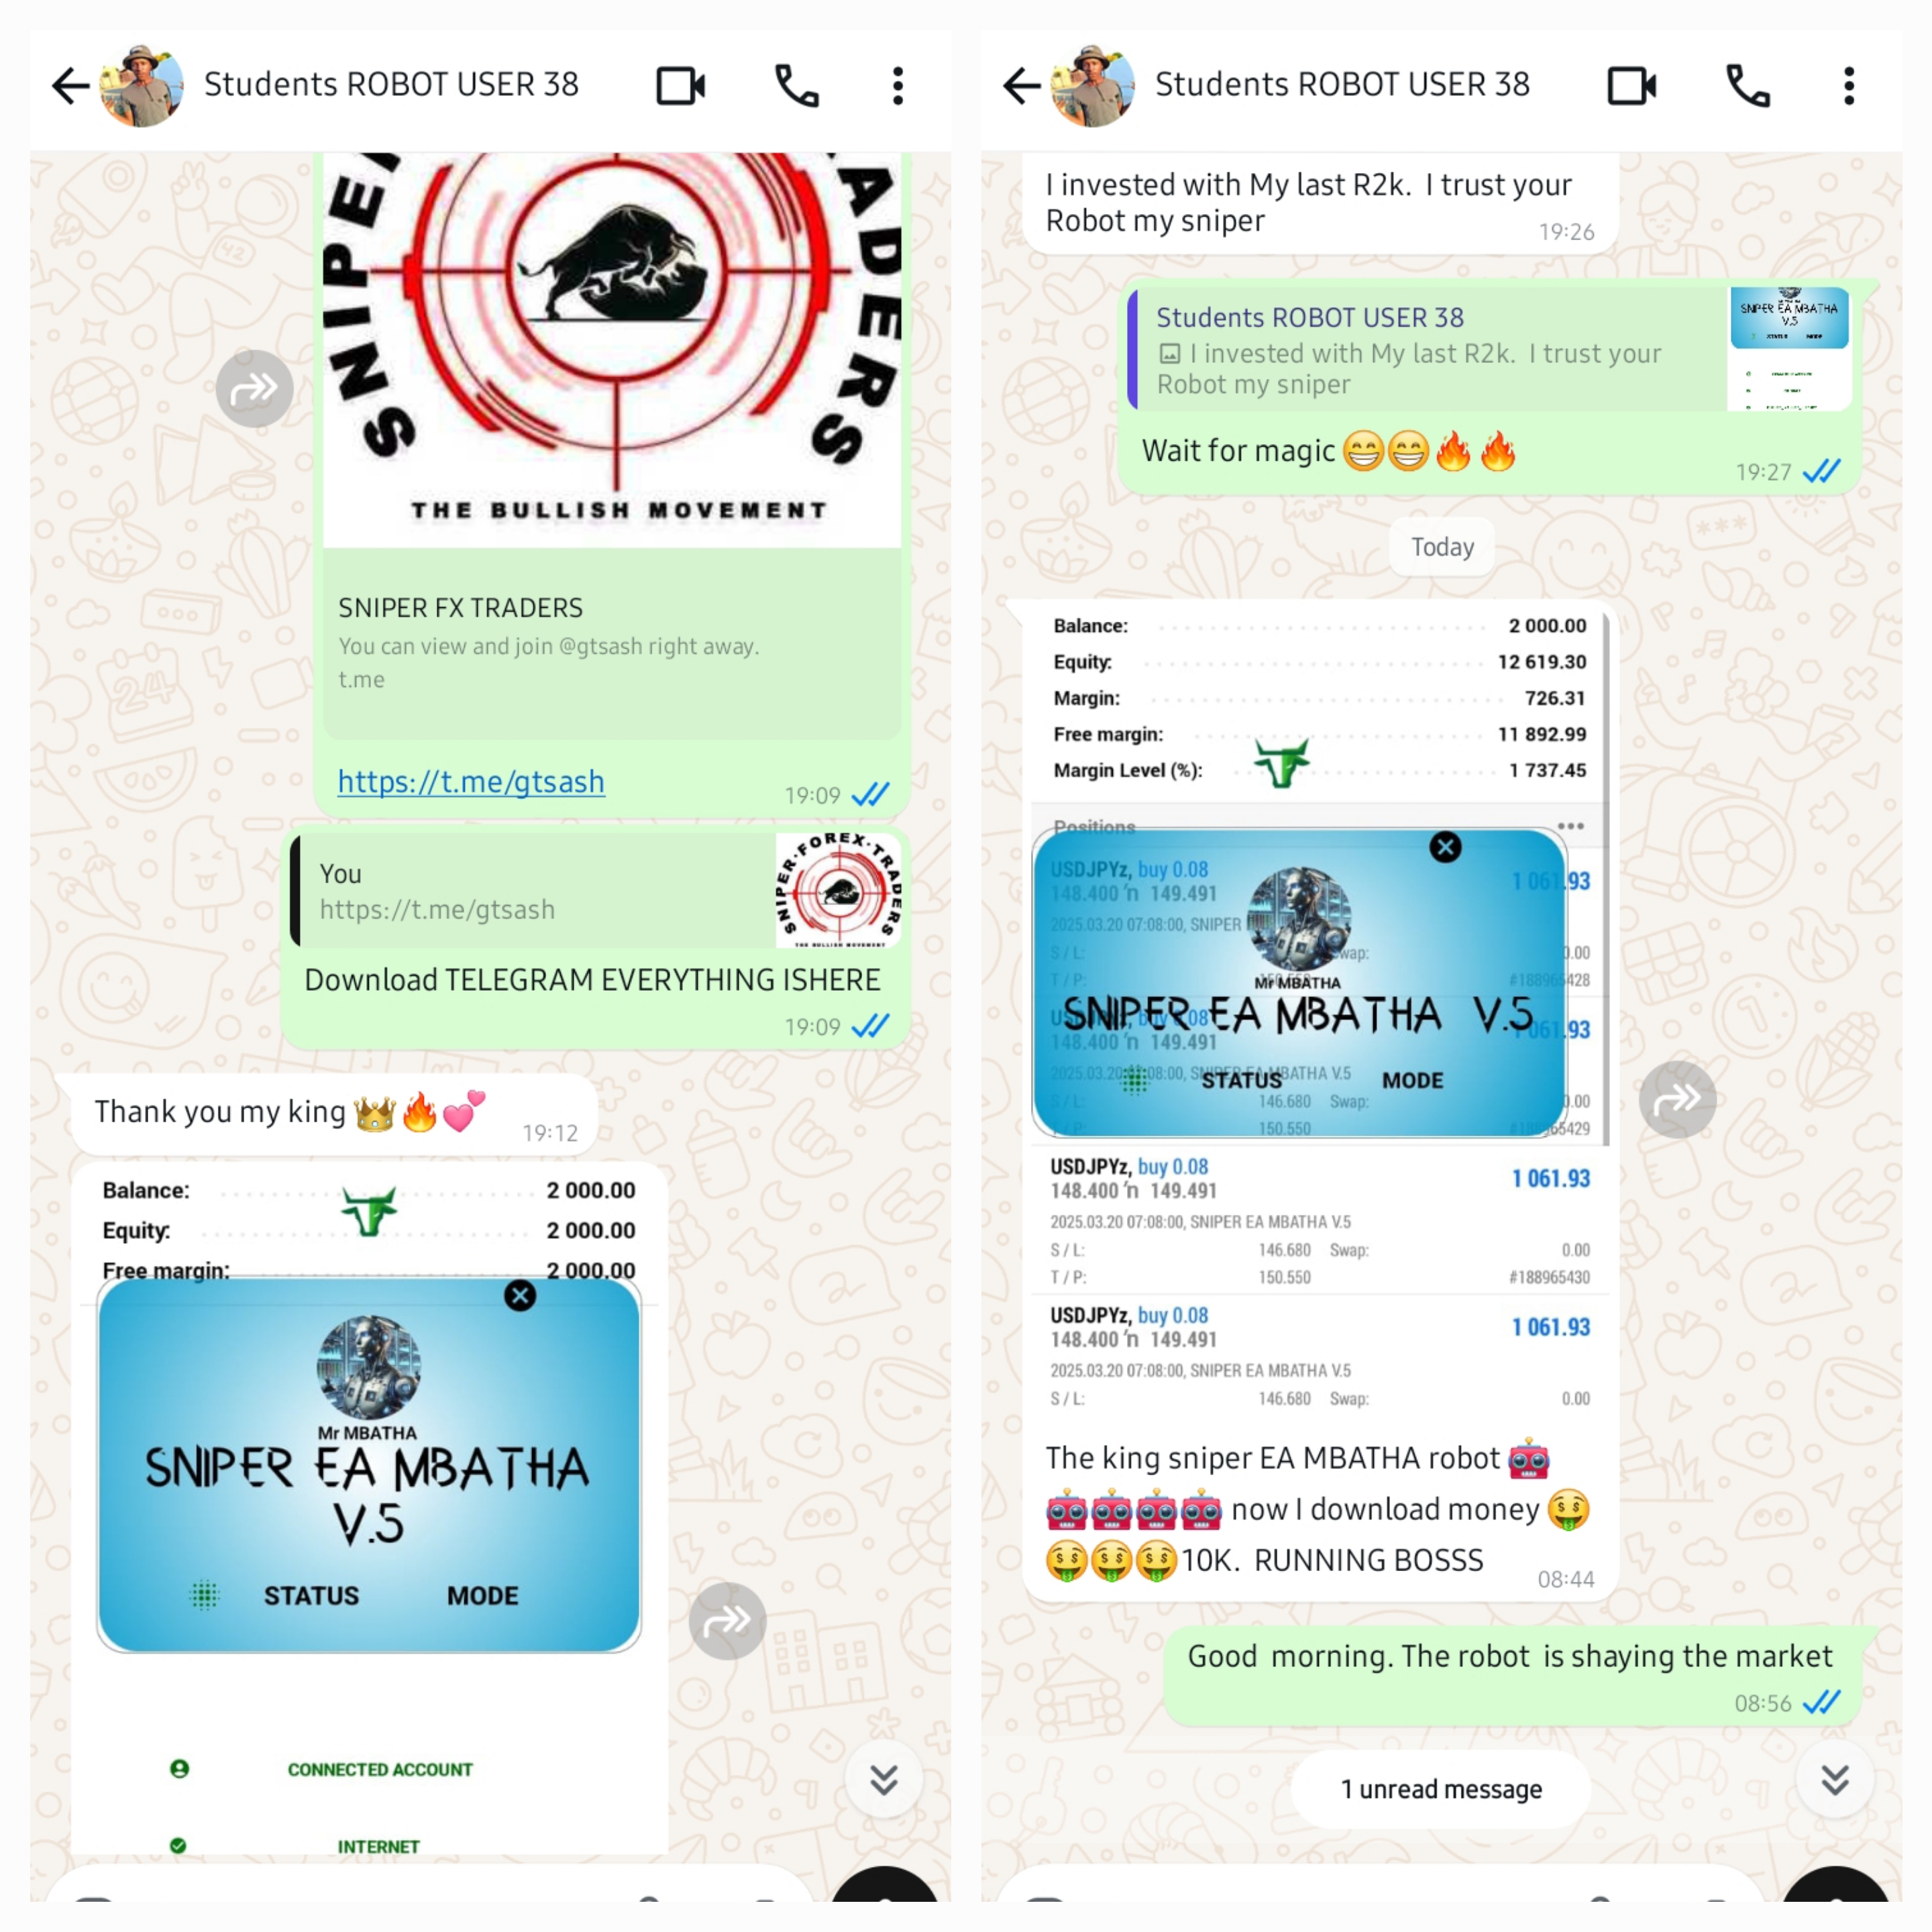 Students ROBOT USER 38
SNIPER
TRADERS
THE BULLISH MOVEMENT
SNIPER FX TRADERS
You can view and join @gtsash right away.
t.me
https://t.me/gtsash
19:09
You
https://t.me/gtsash
SNIPER·FOREX·TRADERS
THE BULLISH MOVEMENT
Download TELEGRAM EVERYTHING ISHERE
19:09
Thank you my king 👑🔥💕
19:12
Balance: 2 000.00
Equity: 2 000.00
Free margin: 2 000.00
Mr MBATHA
SNIPER EA MBATHA
V.5
STATUS MODE
CONNECTED ACCOUNT
INTERNET
Students ROBOT USER 38
I invested with My last R2k. I trust your
Robot my sniper
19:26
Students ROBOT USER 38
I invested with My last R2k. I trust your
Robot my sniper
SNIPER EA MBATHA
V.5
STATUS MODE
Wait for magic 😁😁🔥🔥
19:27
Today
Balance: 2 000.00
Equity: 12 619.30
Margin: 726.31
Free margin: 11 892.99
Margin Level (%): 1 737.45
Positions
USDJPYz, buy 0.08 1 061.93
148.400 'n 149.491
2025.03.20 07:08:00, SNIPER
S / L: Swap: 0.00
T / P: 150.550 #188965428
Mr MBATHA
SNIPER EA MBATHA V.5
STATUS MODE
USDJPYz, buy 0.08 1 061.93
148.400 'n 149.491
2025.03.20 07:08:00, SNIPER EA MBATHA V.5
S / L: 146.680 Swap: 0.00
T / P: 150.550 #188965429
USDJPYz, buy 0.08 1 061.93
148.400 'n 149.491
2025.03.20 07:08:00, SNIPER EA MBATHA V.5
S / L: 146.680 Swap: 0.00
T / P: 150.550 #188965430
USDJPYz, buy 0.08 1 061.93
148.400 'n 149.491
2025.03.20 07:08:00, SNIPER EA MBATHA V.5
S / L: 146.680 Swap: 0.00
The king sniper EA MBATHA robot 🤖
🤖🤖🤖🤖 now I download money 🤑
🤑🤑🤑10K. RUNNING BOSSS
08:44
Good morning. The robot is shaying the market
08:56
1 unread message